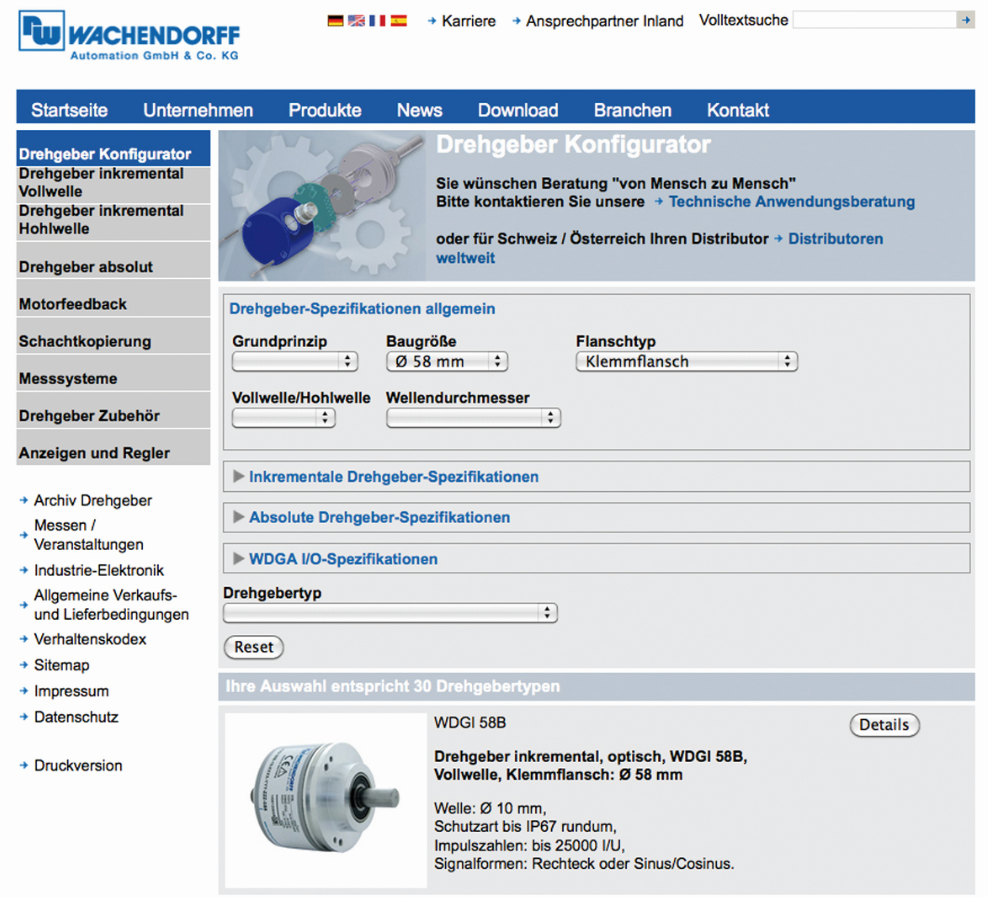 WACHENDORFF
Automation GmbH & Co. KG
Karriere
Ansprechpartner Inland
Volltextsuche
Startseite
Unternehmen
Produkte
News
Download
Branchen
Kontakt
Drehgeber Konfigurator
Drehgeber inkremental
Vollwelle
Drehgeber inkremental
Hohlwelle
Drehgeber absolut
Motorfeedback
Schachtkopierung
Messsysteme
Drehgeber Zubehör
Anzeigen und Regler
Archiv Drehgeber
Messen /
Veranstaltungen
Industrie-Elektronik
Allgemeine Verkaufs-
und Lieferbedingungen
Verhaltenskodex
Sitemap
Impressum
Datenschutz
Druckversion
Drehgeber Konfigurator
Sie wünschen Beratung "von Mensch zu Mensch"
Bitte kontaktieren Sie unsere Technische Anwendungsberatung
oder für Schweiz / Österreich Ihren Distributor Distributoren
weltweit
Drehgeber-Spezifikationen allgemein
Grundprinzip
Baugröße
Flanschtyp
Ø 58 mm
Klemmflansch
Vollwelle/Hohlwelle
Wellendurchmesser
Inkrementale Drehgeber-Spezifikationen
Absolute Drehgeber-Spezifikationen
WDGA I/O-Spezifikationen
Drehgebertyp
Reset
Ihre Auswahl entspricht 30 Drehgebertypen
WDGI 58B
Details
Drehgeber inkremental, optisch, WDGI 58B,
Vollwelle, Klemmflansch: Ø 58 mm
Welle: Ø 10 mm,
Schutzart bis IP67 rundum,
Impulszahlen: bis 25000 I/U,
Signalformen: Rechteck oder Sinus/Cosinus.